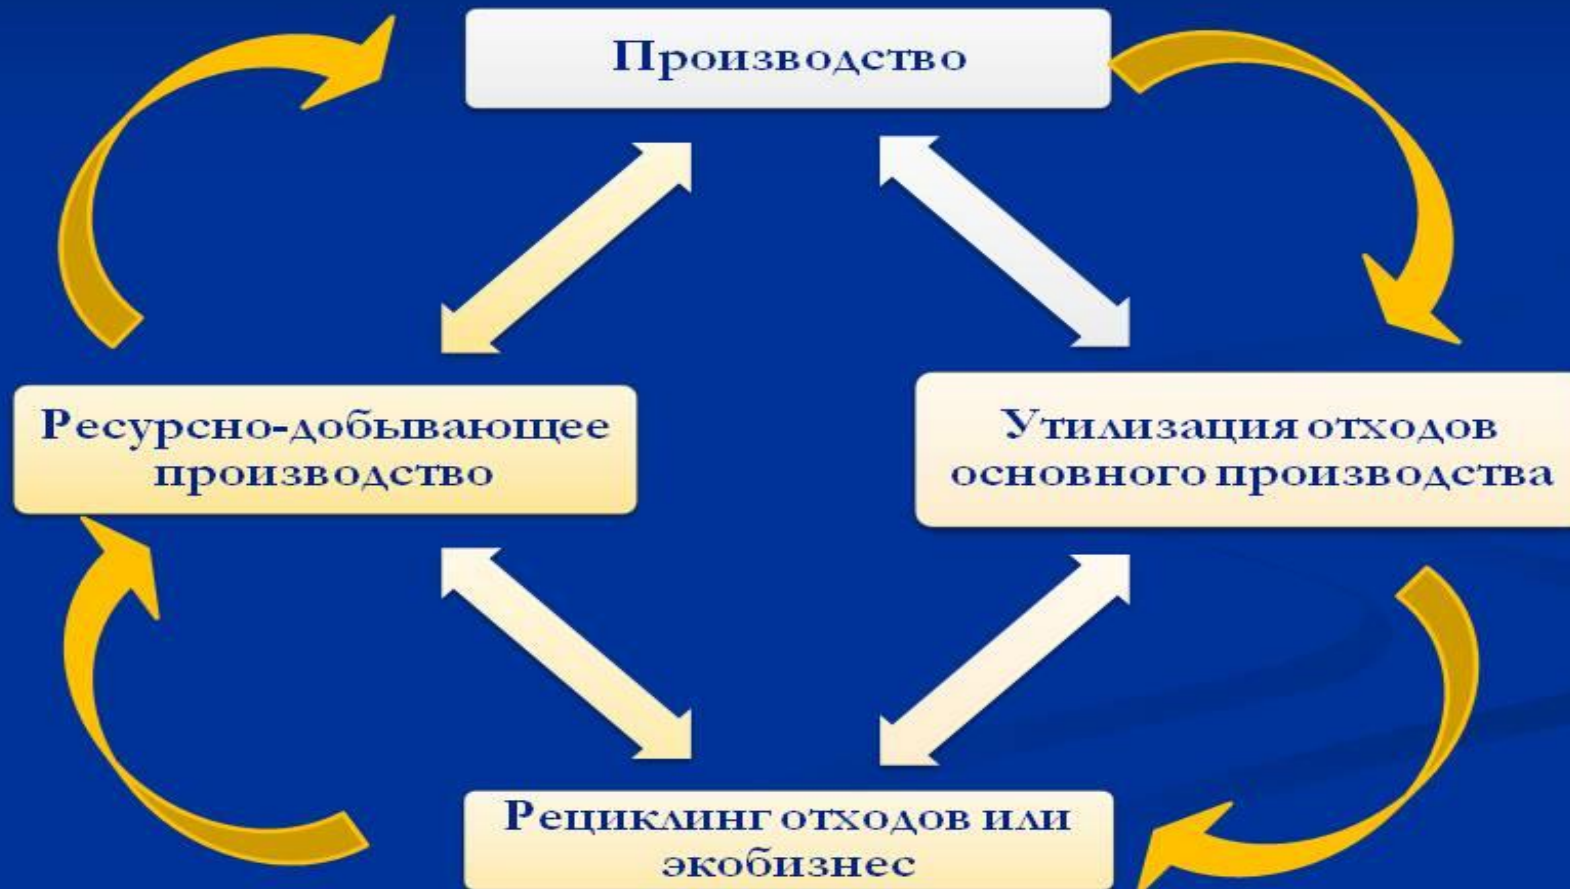 Производство
Ресурсно-добывающее
производство
Утилизация отходов
основного производства
Рециклинг отходов или
экобизнес